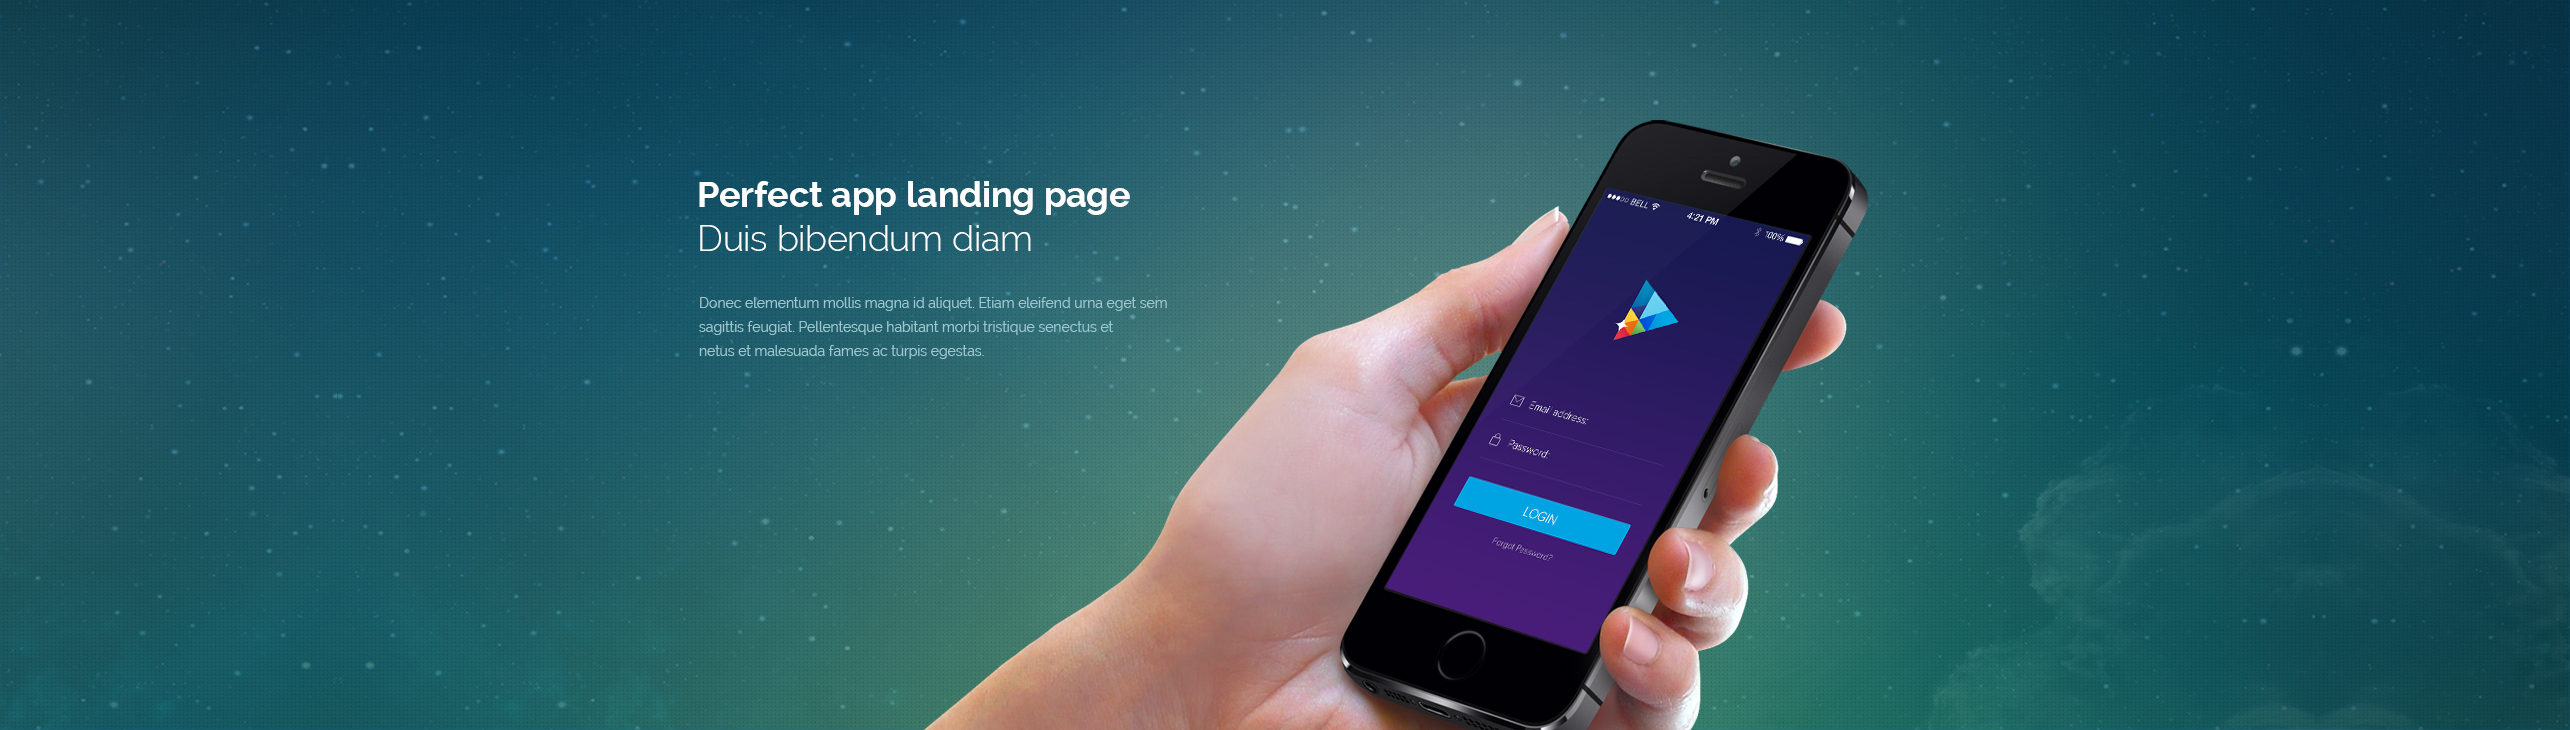 Perfect app landing page
Duis bibendum diam
Donec elementum mollis magna id aliquet. Etiam eleifend urna eget sem
sagittis feugiat. Pellentesque habitant morbi tristique senectus et
netus et malesuada fames ac turpis egestas.
BELL 4:21 PM 100%
Email address:
Password:
LOGIN
Forgot Password?